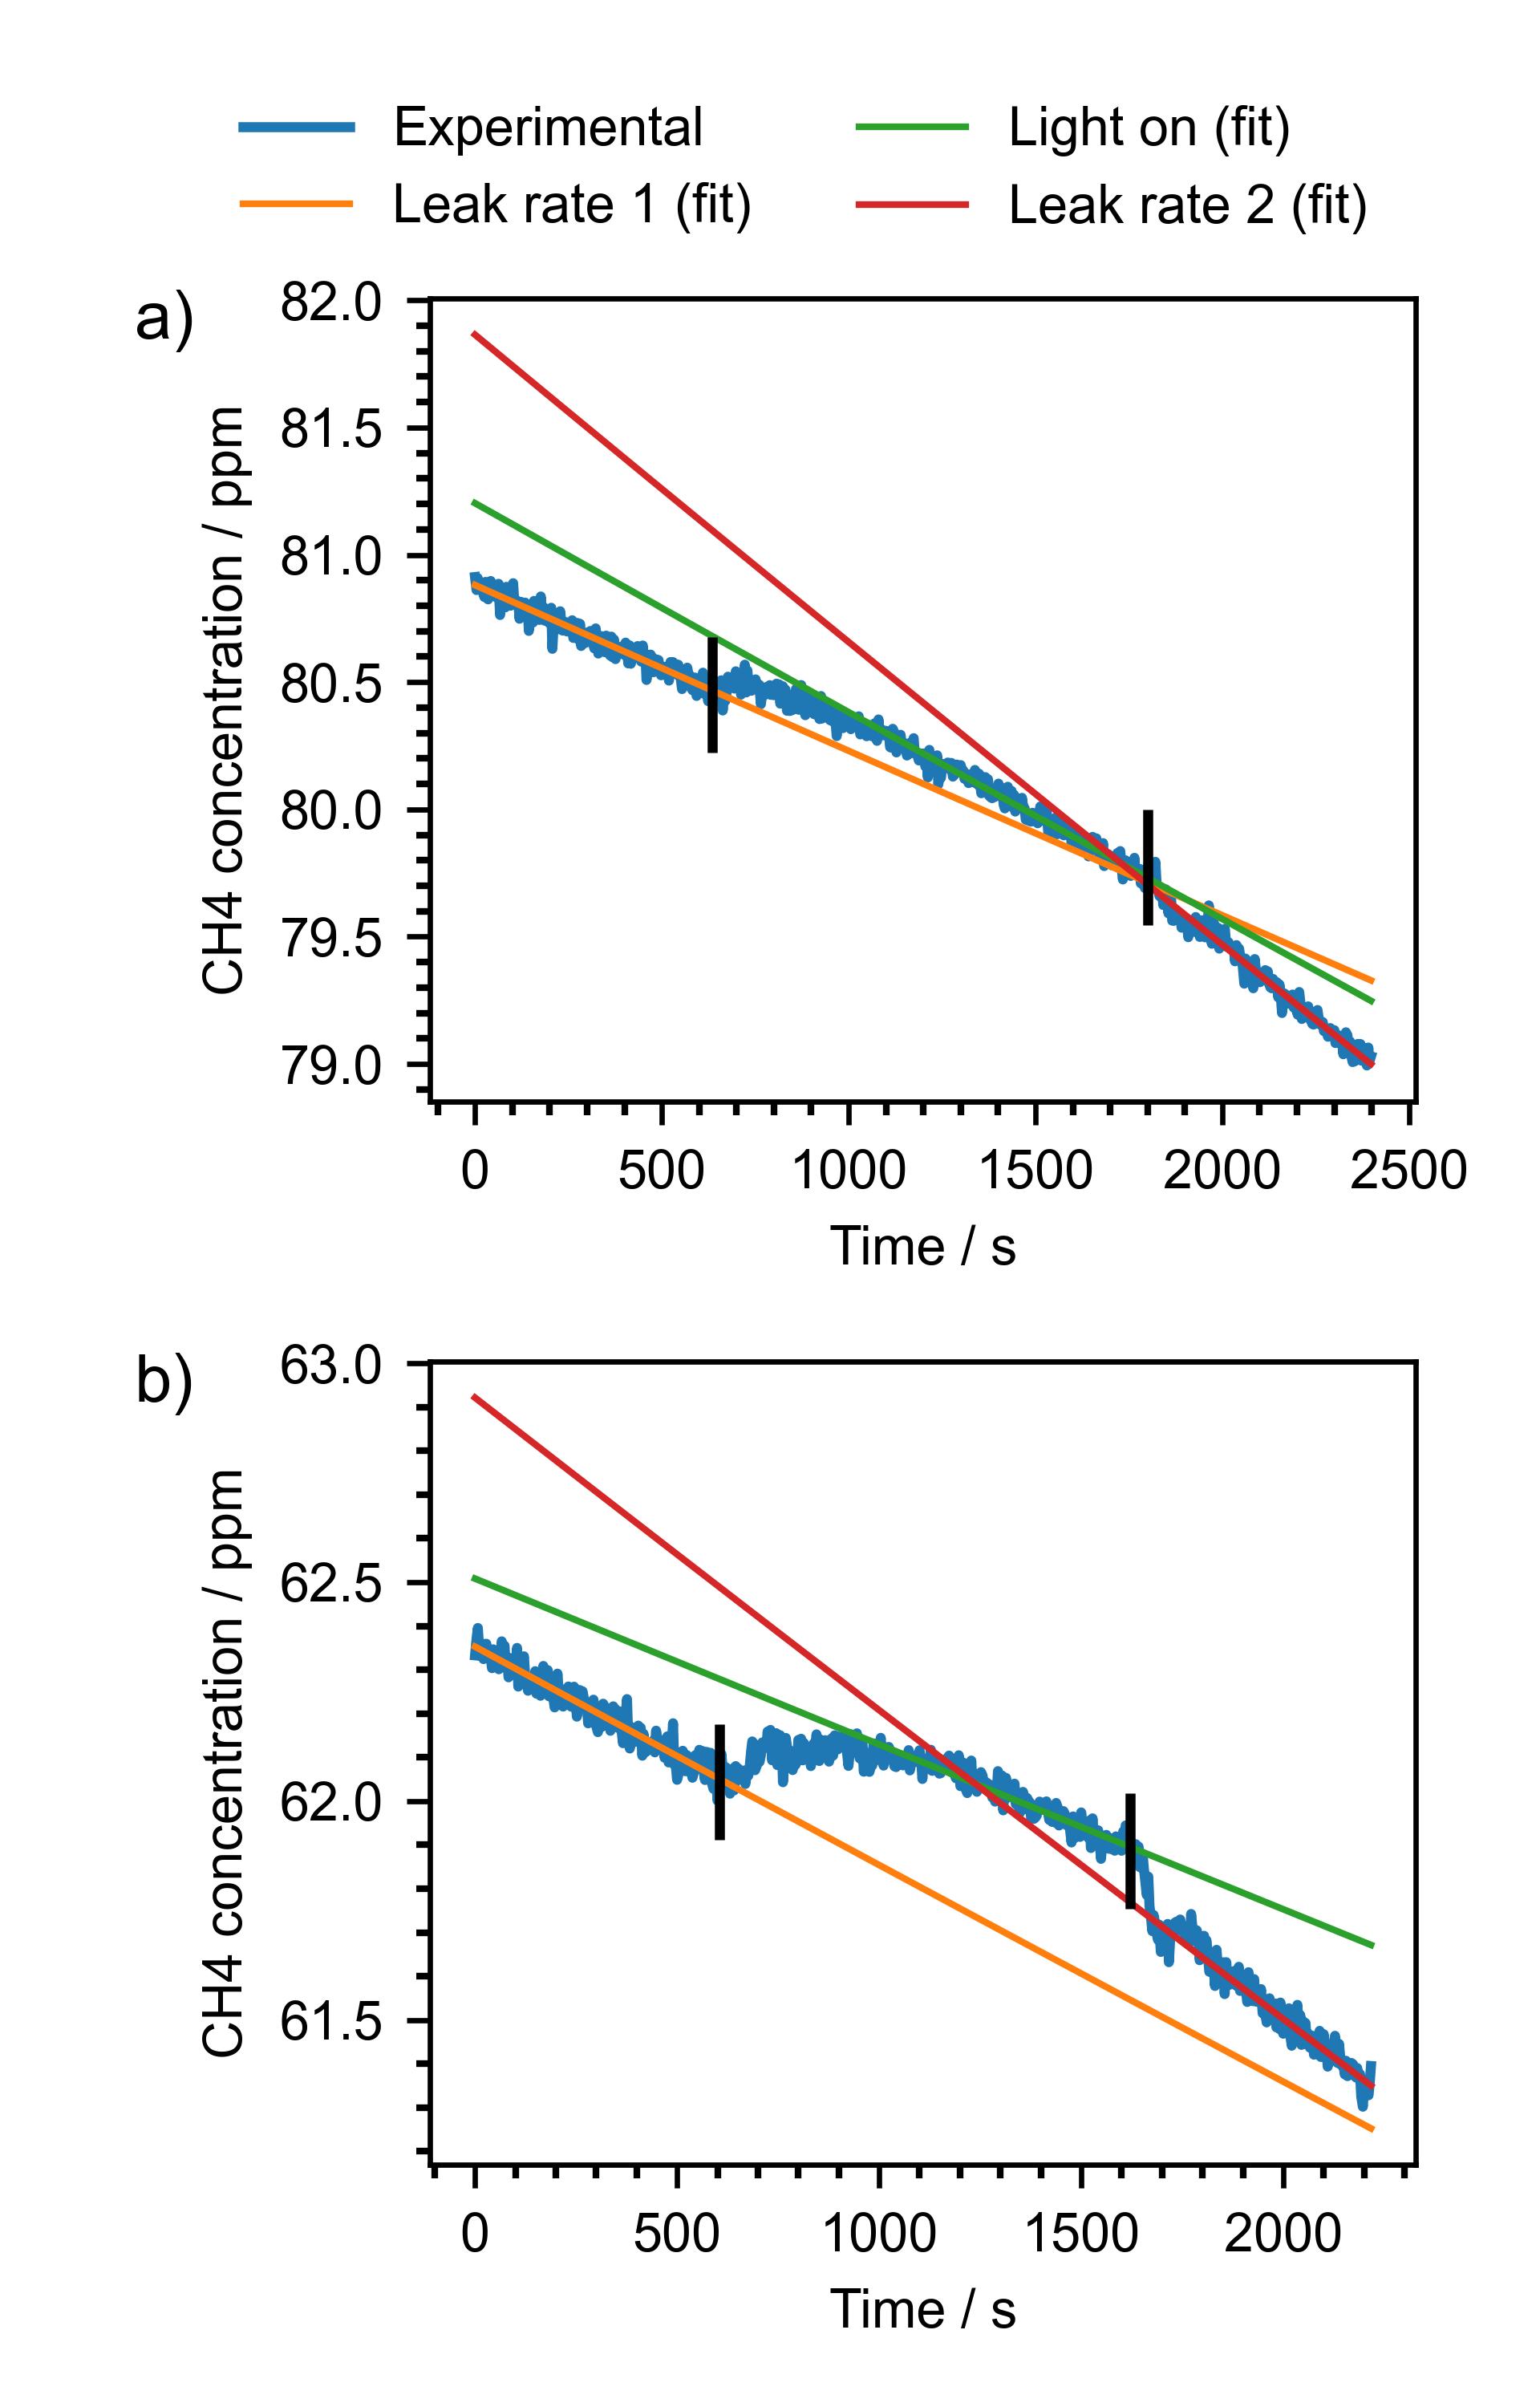 Experimental
Light on (fit)
Leak rate 1 (fit)
Leak rate 2 (fit)
a)
82.0
81.5
81.0
80.5
80.0
79.5
79.0
CH4 concentration / ppm
0 500 1000 1500 2000 2500
Time / s
b)
63.0
62.5
62.0
61.5
CH4 concentration / ppm
0 500 1000 1500 2000
Time / s